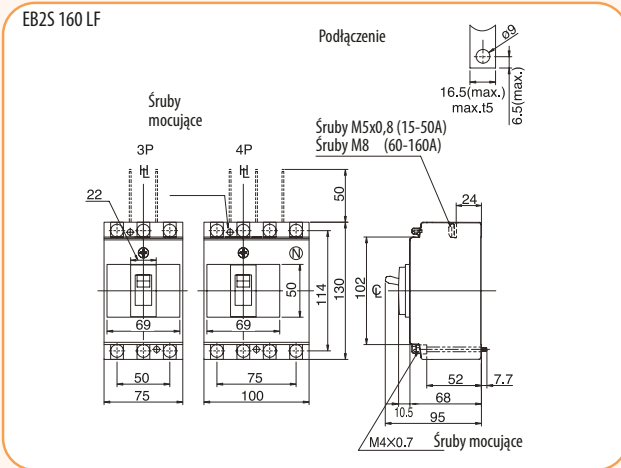 EB2S 160 LF
Podłączenie
ø9
16.5(max.)
max.t5
6.5(max.)
Śruby
mocujące
Śruby M5x0,8 (15-50A)
Śruby M8 (60-160A)
3P
4P
22
50
24
N
69
69
50
114
130
102
50
75
75
100
52
7.7
10.5
68
95
M4×0.7
Śruby mocujące